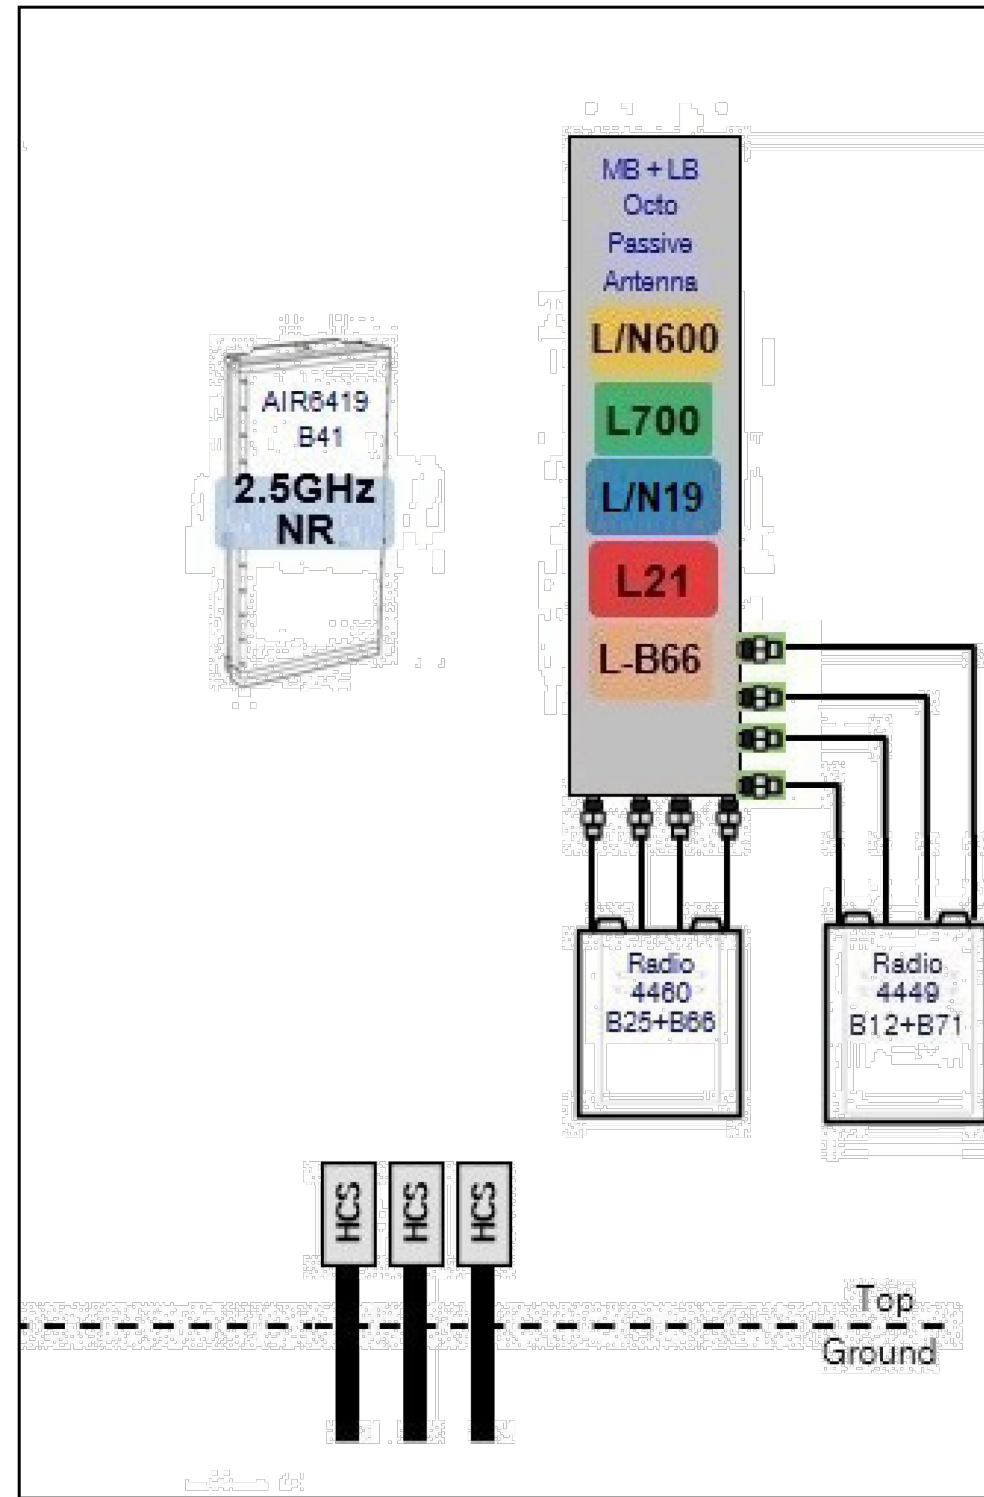 MB + LB
Octo
Passive
Antenna
L/N600
L700
L/N19
L21
L-B66
AIR6419
B41
2.5GHz
NR
Radio
4460
B25+B66
Radio
4449
B12+B71
HCS
HCS
HCS
Top
Ground